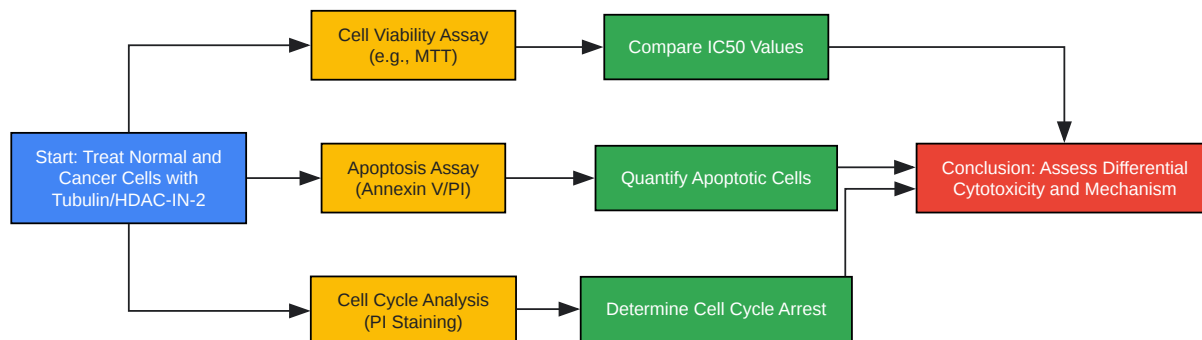 Start: Treat Normal and
Cancer Cells with
Tubulin/HDAC-IN-2
Cell Viability Assay
(e.g., MTT)
Compare IC50 Values
Apoptosis Assay
(Annexin V/PI)
Quantify Apoptotic Cells
Cell Cycle Analysis
(PI Staining)
Determine Cell Cycle Arrest
Conclusion: Assess Differential
Cytotoxicity and Mechanism